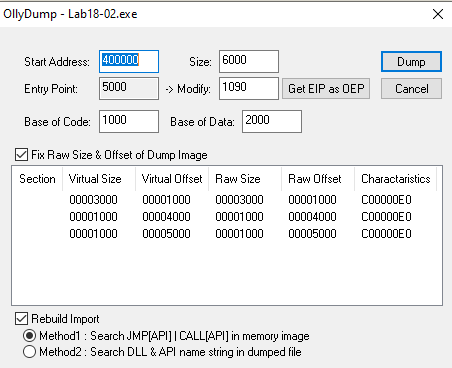 OllyDump - Lab18-02.exe
Start Address: 400000 Size: 6000 Dump
Entry Point: 5000 -> Modify: 1090 Get EIP as OEP Cancel
Base of Code: 1000 Base of Data: 2000
Fix Raw Size & Offset of Dump Image
Section Virtual Size Virtual Offset Raw Size Raw Offset Charactaristics
00003000 00001000 00003000 00001000 C00000E0
00001000 00004000 00001000 00004000 C00000E0
00001000 00005000 00001000 00005000 C00000E0
Rebuild Import
Method1 : Search JMP[API] | CALL[API] in memory image
Method2 : Search DLL & API name string in dumped file